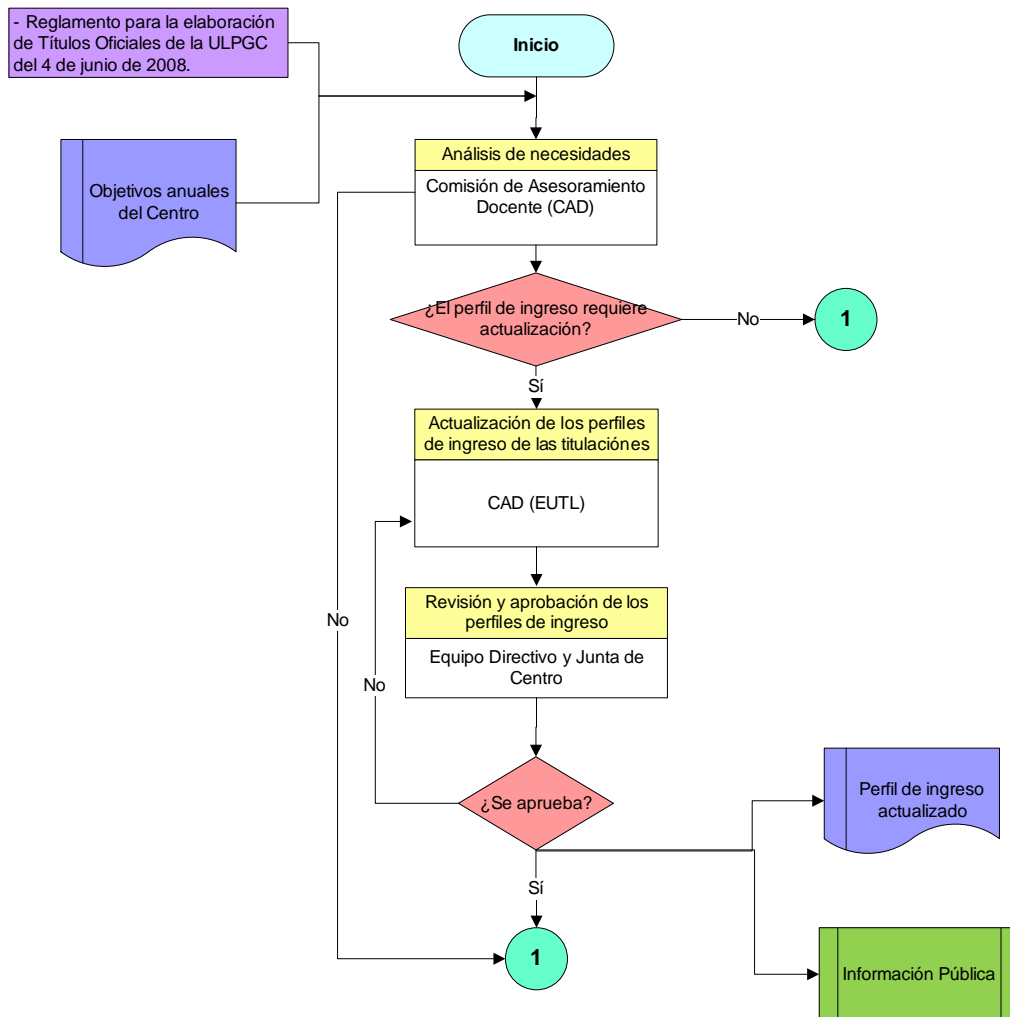 - Reglamento para la elaboración
de Títulos Oficiales de la ULPGC
del 4 de junio de 2008.
Inicio
Objetivos anuales
del Centro
Análisis de necesidades
Comisión de Asesoramiento
Docente (CAD)
¿El perfil de ingreso requiere
actualización?
No
1
Sí
Actualización de los perfiles
de ingreso de las titulaciónes
CAD (EUTL)
Revisión y aprobación de los
perfiles de ingreso
Equipo Directivo y Junta de
Centro
No
No
¿Se aprueba?
Perfil de ingreso
actualizado
Sí
1
Información Pública